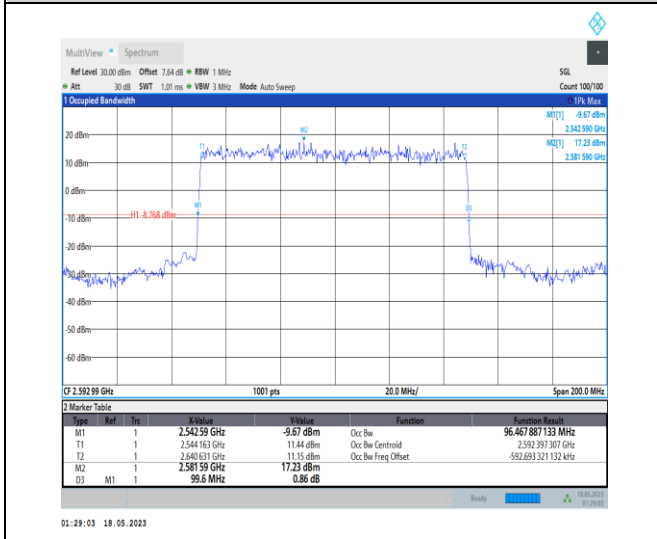 MultiView Spectrum
Ref Level 30.00 dBm Offset 7.64 dB RBW 1 MHz SGL
Att 30 dB SWT 1.01 ms VBW 3 MHz Mode Auto Sweep Count 100/100
1 Occupied Bandwidth 1Pk Max
M1[1] -9.67 dBm
2.542 590 GHz
M2[1] 17.23 dBm
2.581 590 GHz
20 dBm
M2
T1
T2
10 dBm
0 dBm
M1
D3
-10 dBm
H1 -8.768 dBm
-20 dBm
-30 dBm
-40 dBm
-50 dBm
-60 dBm
CF 2.592 99 GHz 1001 pts 20.0 MHz/ Span 200.0 MHz
2 Marker Table
Type Ref Trc X-Value Y-Value Function Function Result
M1 1 2.542 59 GHz -9.67 dBm Occ Bw 96.467 887 133 MHz
T1 1 2.544 163 GHz 11.44 dBm Occ Bw Centroid 2.592 397 307 GHz
T2 1 2.640 631 GHz 11.15 dBm Occ Bw Freq Offset -592.693 321 132 kHz
M2 1 2.581 59 GHz 17.23 dBm
D3 M1 1 99.6 MHz 0.86 dB
Ready 18.05.2023
01:29:02
01:29:03 18.05.2023